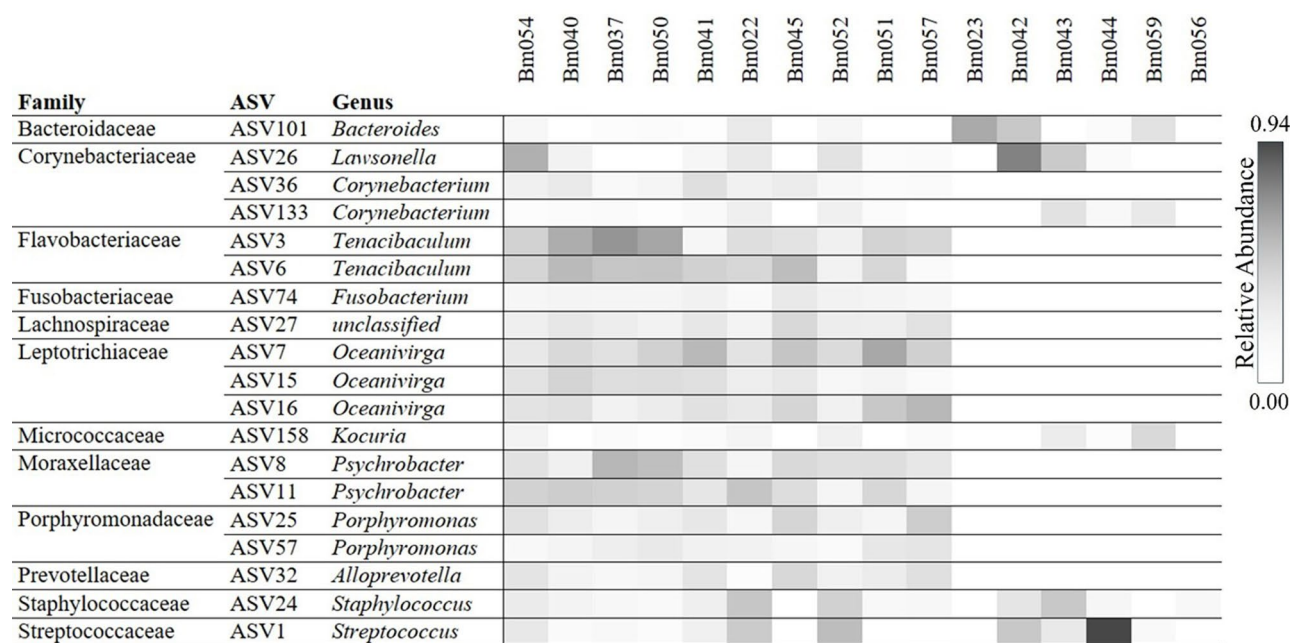 Bm054 Bm040 Bm037 Bm050 Bm041 Bm022 Bm045 Bm052 Bm051 Bm057 Bm023 Bm042 Bm043 Bm044 Bm059 Bm056
Family ASV Genus
Bacteroidaceae ASV101 Bacteroides
Corynebacteriaceae ASV26 Lawsonella
ASV36 Corynebacterium
ASV133 Corynebacterium
Flavobacteriaceae ASV3 Tenacibaculum
ASV6 Tenacibaculum
Fusobacteriaceae ASV74 Fusobacterium
Lachnospiraceae ASV27 unclassified
Leptotrichiaceae ASV7 Oceanivirga
ASV15 Oceanivirga
ASV16 Oceanivirga
Micrococcaceae ASV158 Kocuria
Moraxellaceae ASV8 Psychrobacter
ASV11 Psychrobacter
Porphyromonadaceae ASV25 Porphyromonas
ASV57 Porphyromonas
Prevotellaceae ASV32 Alloprevotella
Staphylococcaceae ASV24 Staphylococcus
Streptococcaceae ASV1 Streptococcus
0.94
Relative Abundance
0.00